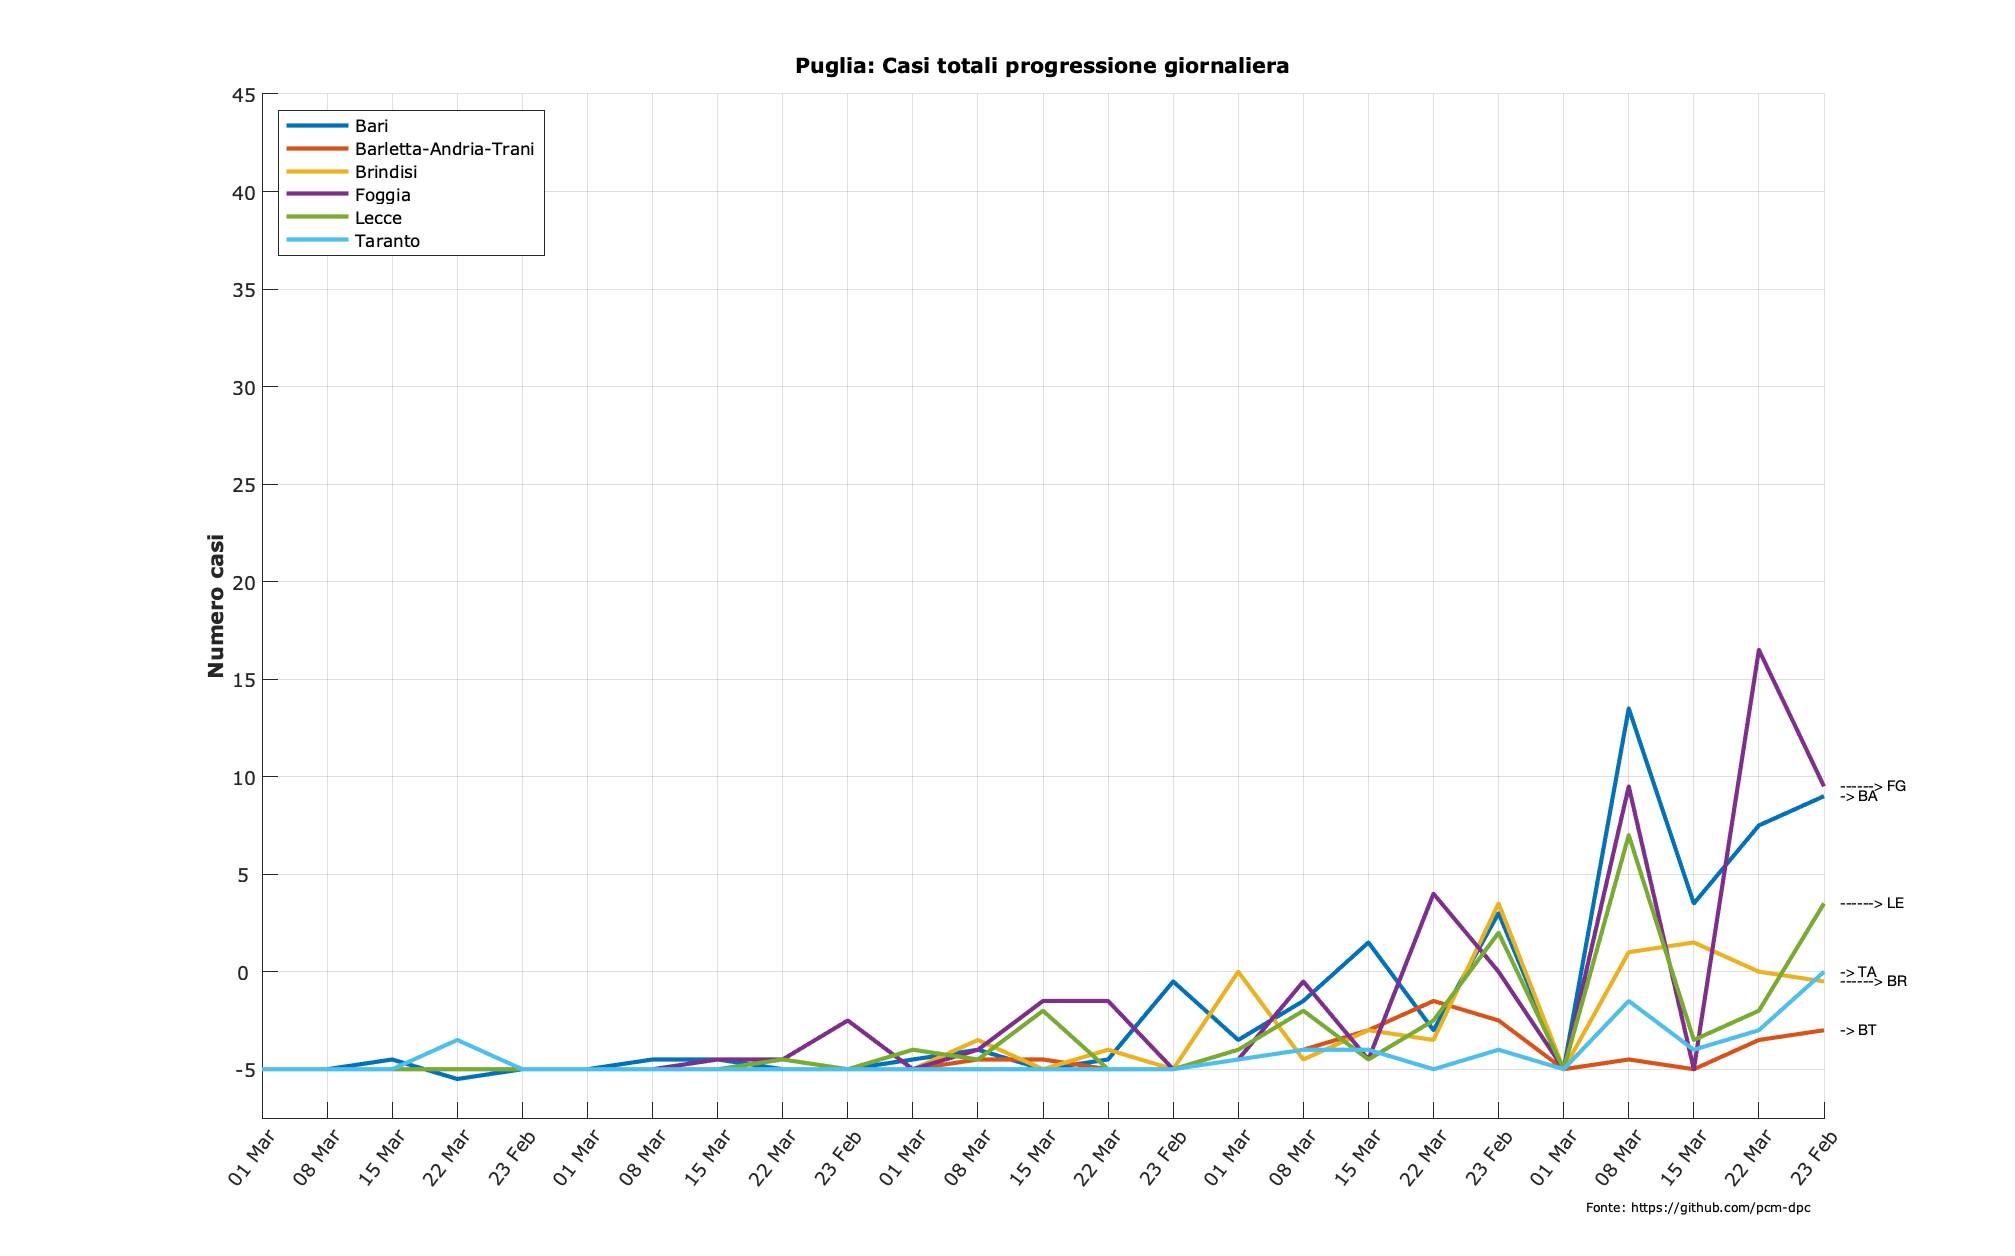 Puglia: Casi totali progressione giornaliera
45
40
35
30
25
20
15
10
5
0
-5
Numero casi
Bari
Barletta-Andria-Trani
Brindisi
Foggia
Lecce
Taranto
------> FG
-> BA
------> LE
-> TA
------> BR
-> BT
01 Mar
08 Mar
15 Mar
22 Mar
23 Feb
01 Mar
08 Mar
15 Mar
22 Mar
23 Feb
01 Mar
08 Mar
15 Mar
22 Mar
23 Feb
01 Mar
08 Mar
15 Mar
22 Mar
23 Feb
01 Mar
08 Mar
15 Mar
22 Mar
23 Feb
Fonte: https://github.com/pcm-dpc